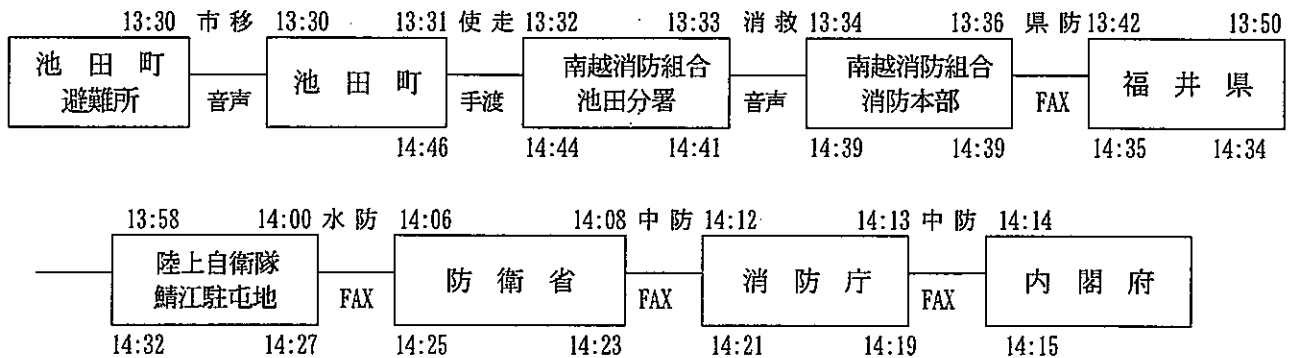 13:30 市移 13:30 13:31 使走 13:32 13:33 消救 13:34 13:36 県防 13:42 13:50
池田町
避難所
音声
池田町
手渡
南越消防組合
池田分署
音声
南越消防組合
消防本部
FAX
福井県
14:46 14:44 14:41 14:39 14:39 14:35 14:34
13:58 14:00 水防 14:06 14:08 中防 14:12 14:13 中防 14:14
陸上自衛隊
鯖江駐屯地
FAX
防衛省
FAX
消防庁
FAX
内閣府
14:32 14:27 14:25 14:23 14:21 14:19 14:15